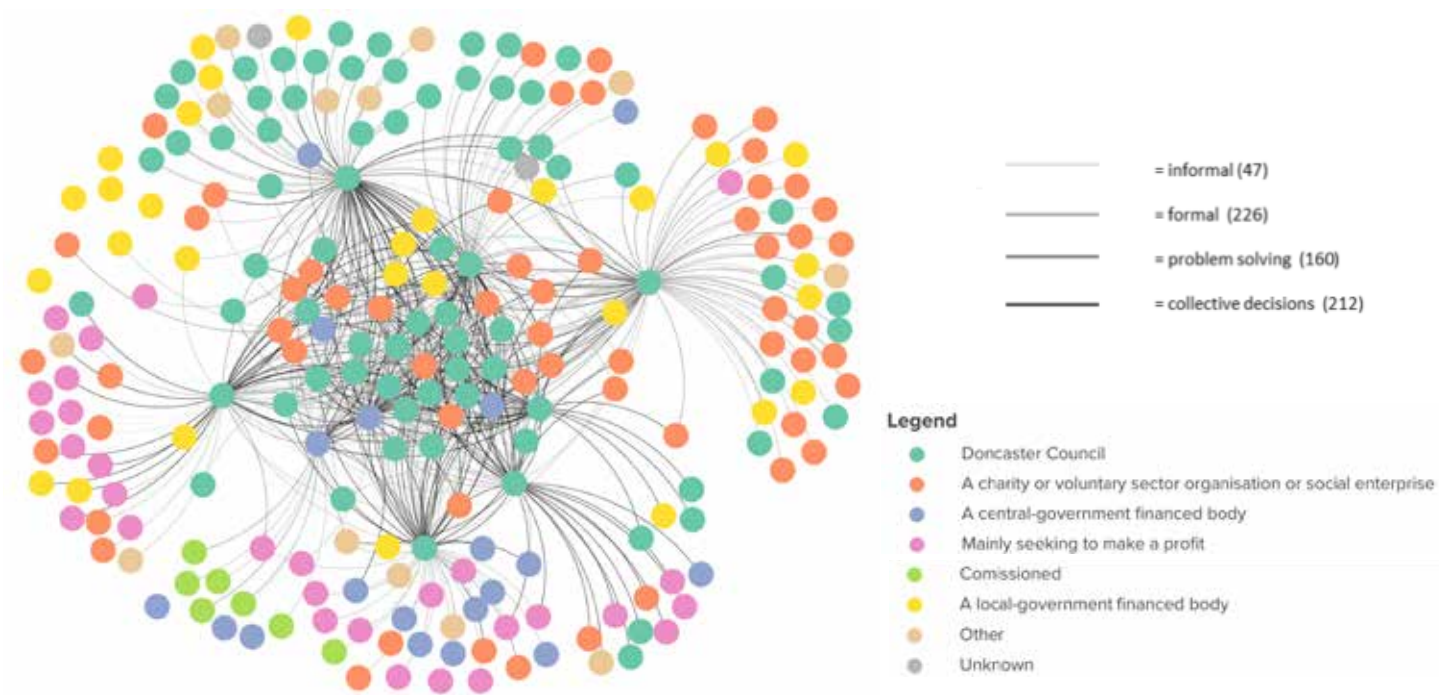 = informal (47)
= formal (226)
= problem solving (160)
= collective decisions (212)
Legend
Doncaster Council
A charity or voluntary sector organisation or social enterprise
A central-government financed body
Mainly seeking to make a profit
Comissioned
A local-government financed body
Other
Unknown